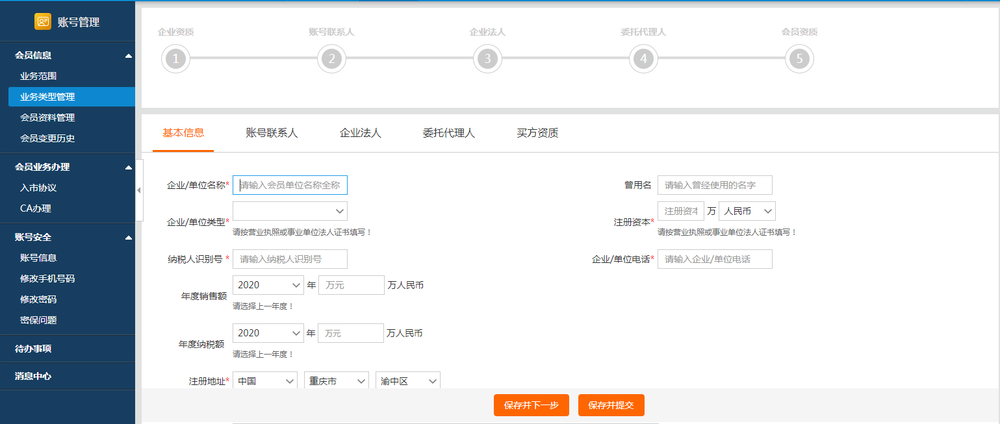 账号管理
会员信息
业务范围
业务类型管理
会员资料管理
会员变更历史
会员业务办理
入市协议
CA办理
账号安全
账号信息
修改手机号码
修改密码
密保问题
待办事项
消息中心
企业资质 账号联系人 企业法人 委托代理人 会员资质
1 2 3 4 5
基本信息 账号联系人 企业法人 委托代理人 买方资质
企业/单位名称* 请输入会员单位名称全称 曾用名 请输入曾经使用的名字
企业/单位类型* 注册资本* 注册资本 万 人民币
请按营业执照或事业单位法人证书填写！ 请按营业执照或事业单位法人证书填写！
纳税人识别号 * 请输入纳税人识别号 企业/单位电话* 请输入企业/单位电话
年度销售额 2020 年 万元 万人民币
请选择上一年度！
年度纳税额 2020 年 万元 万人民币
请选择上一年度！
注册地址* 中国 重庆市 渝中区
保存并下一步 保存并提交